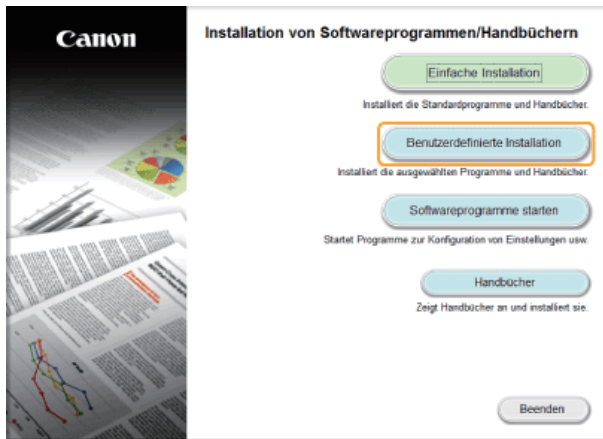 Canon
Installation von Softwareprogrammen/Handbüchern
Einfache Installation
Installiert die Standardprogramme und Handbücher.
Benutzerdefinierte Installation
Installiert die ausgewählten Programme und Handbücher.
Softwareprogramme starten
Startet Programme zur Konfiguration von Einstellungen usw.
Handbücher
Zeigt Handbücher an und installiert sie.
Beenden